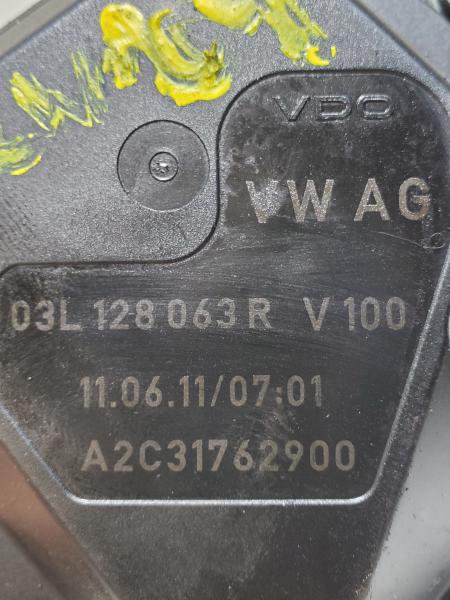 VDO
VW AG
03L 128 063 R V 100
11.06.11/07:01
A2C31762900